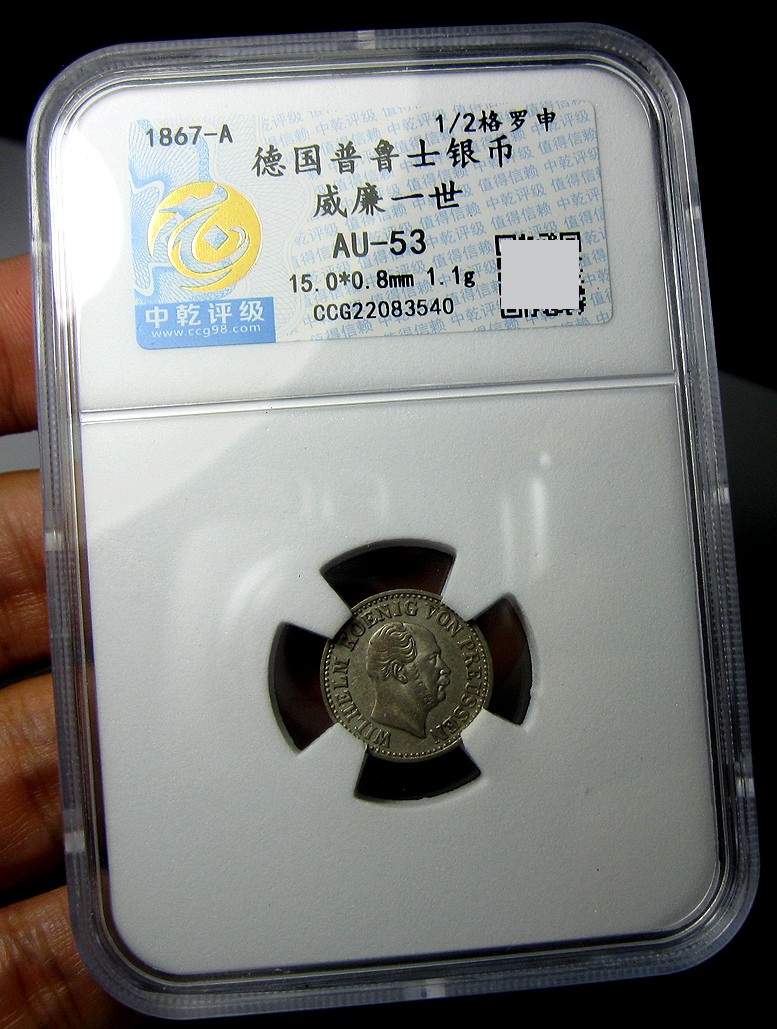 1867-A
1/2格罗申
德国普鲁士银币
威廉一世
AU-53
15.0*0.8mm 1.1g
CCG22083540
中乾评级
www.ccg98.com
WILHELM KOENIG VON PREUSSEN